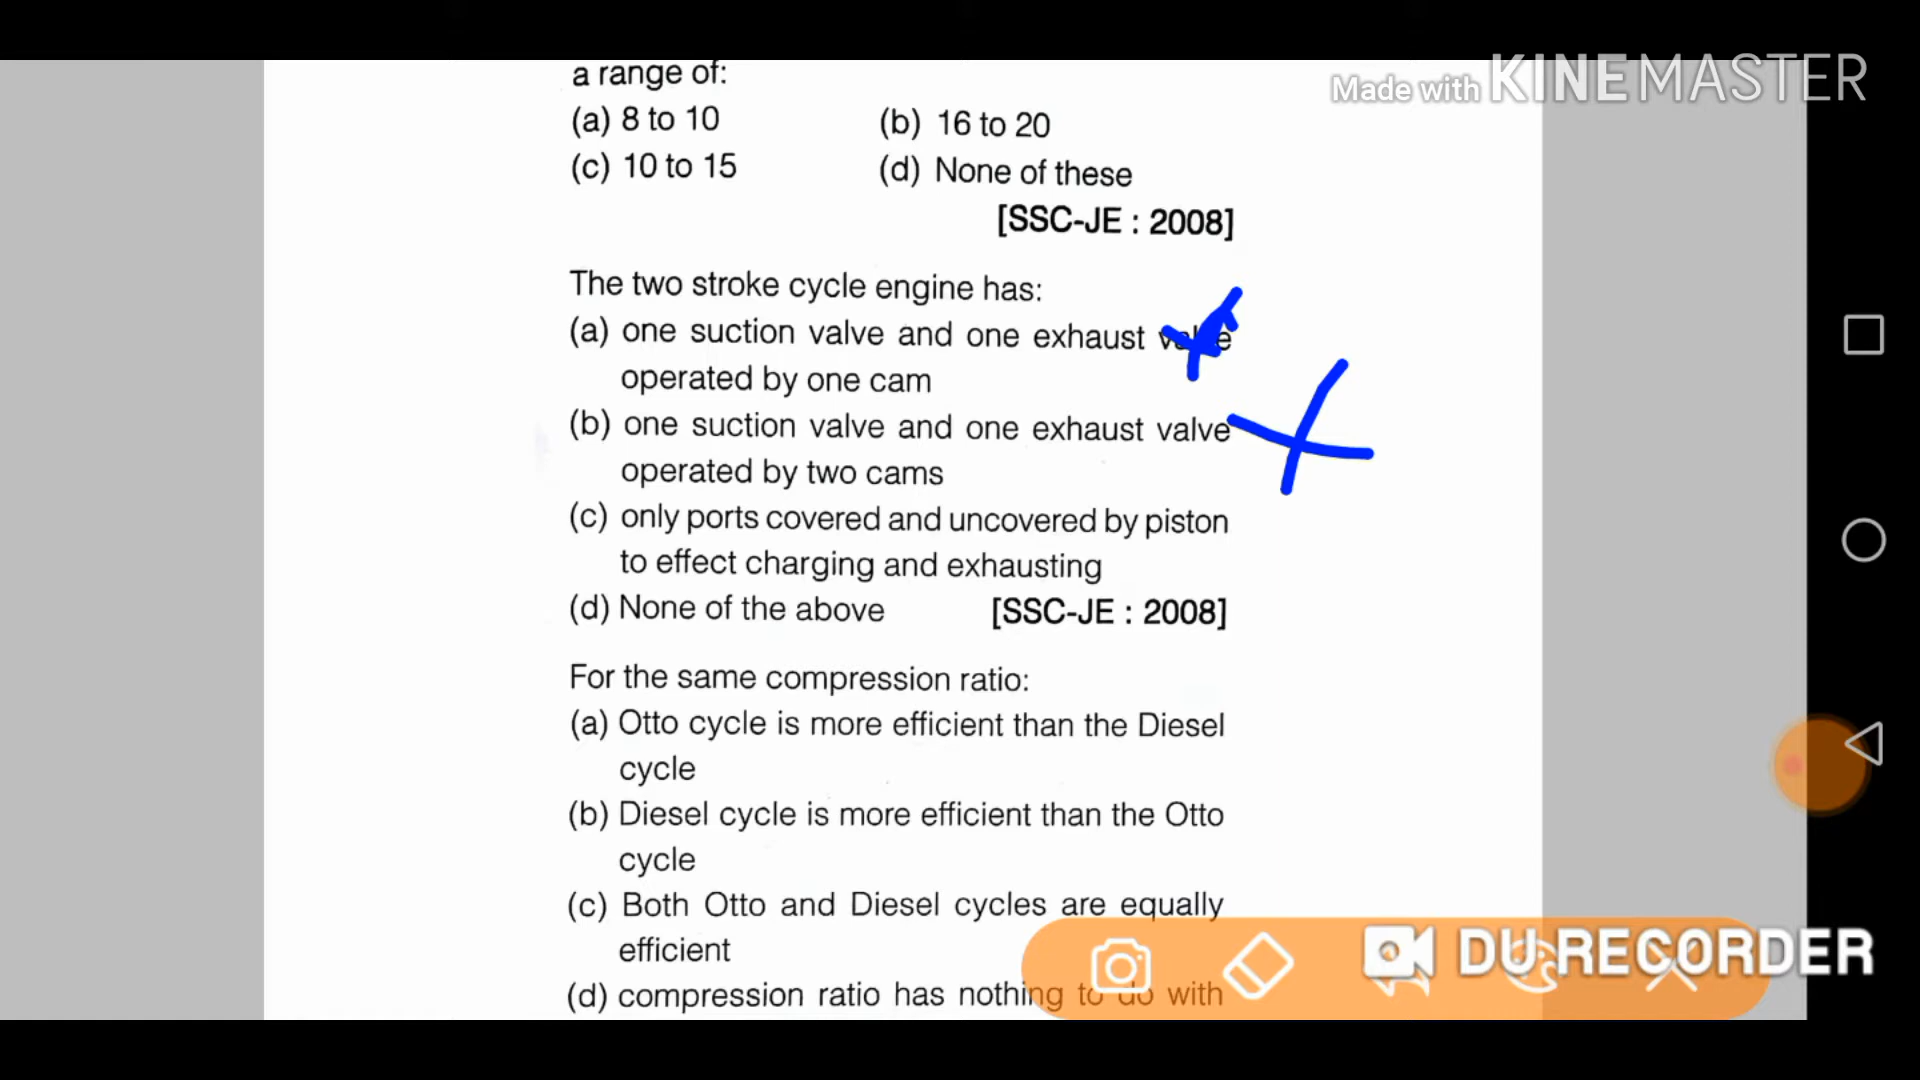 Made with KINEMASTER
a range of:
(a) 8 to 10 (b) 16 to 20
(c) 10 to 15 (d) None of these
[SSC-JE : 2008]
The two stroke cycle engine has:
(a) one suction valve and one exhaust valve
operated by one cam
(b) one suction valve and one exhaust valve
operated by two cams
(c) only ports covered and uncovered by piston
to effect charging and exhausting
(d) None of the above [SSC-JE : 2008]
For the same compression ratio:
(a) Otto cycle is more efficient than the Diesel
cycle
(b) Diesel cycle is more efficient than the Otto
cycle
(c) Both Otto and Diesel cycles are equally
efficient
DU RECORDER
(d) compression ratio has nothing to do with